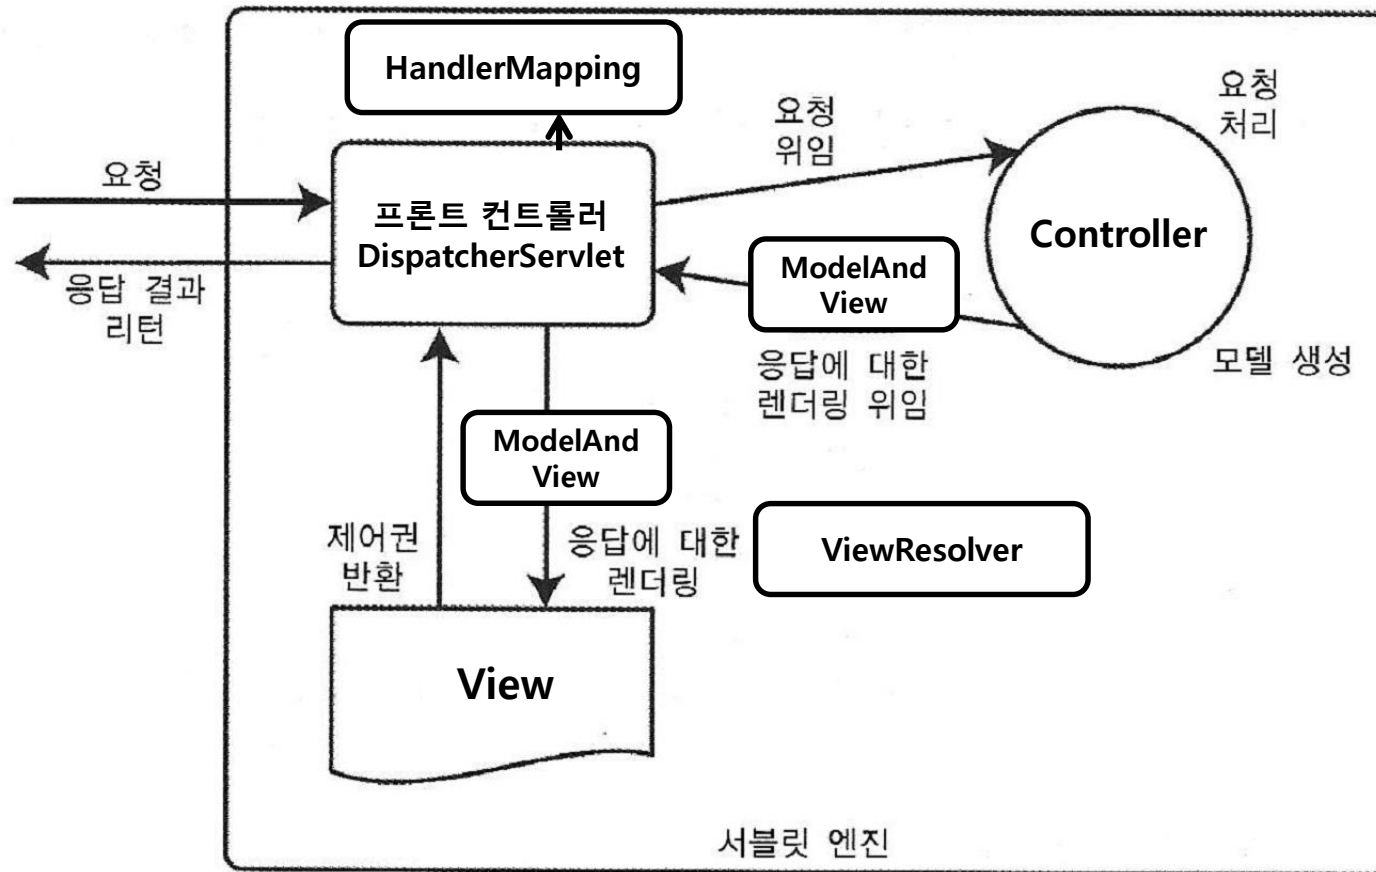 HandlerMapping
요청
위임
요청
처리
요청
프론트 컨트롤러
DispatcherServlet
Controller
ModelAnd
View
응답 결과
리턴
응답에 대한
렌더링 위임
모델 생성
ModelAnd
View
제어권
반환
응답에 대한
렌더링
ViewResolver
View
서블릿 엔진